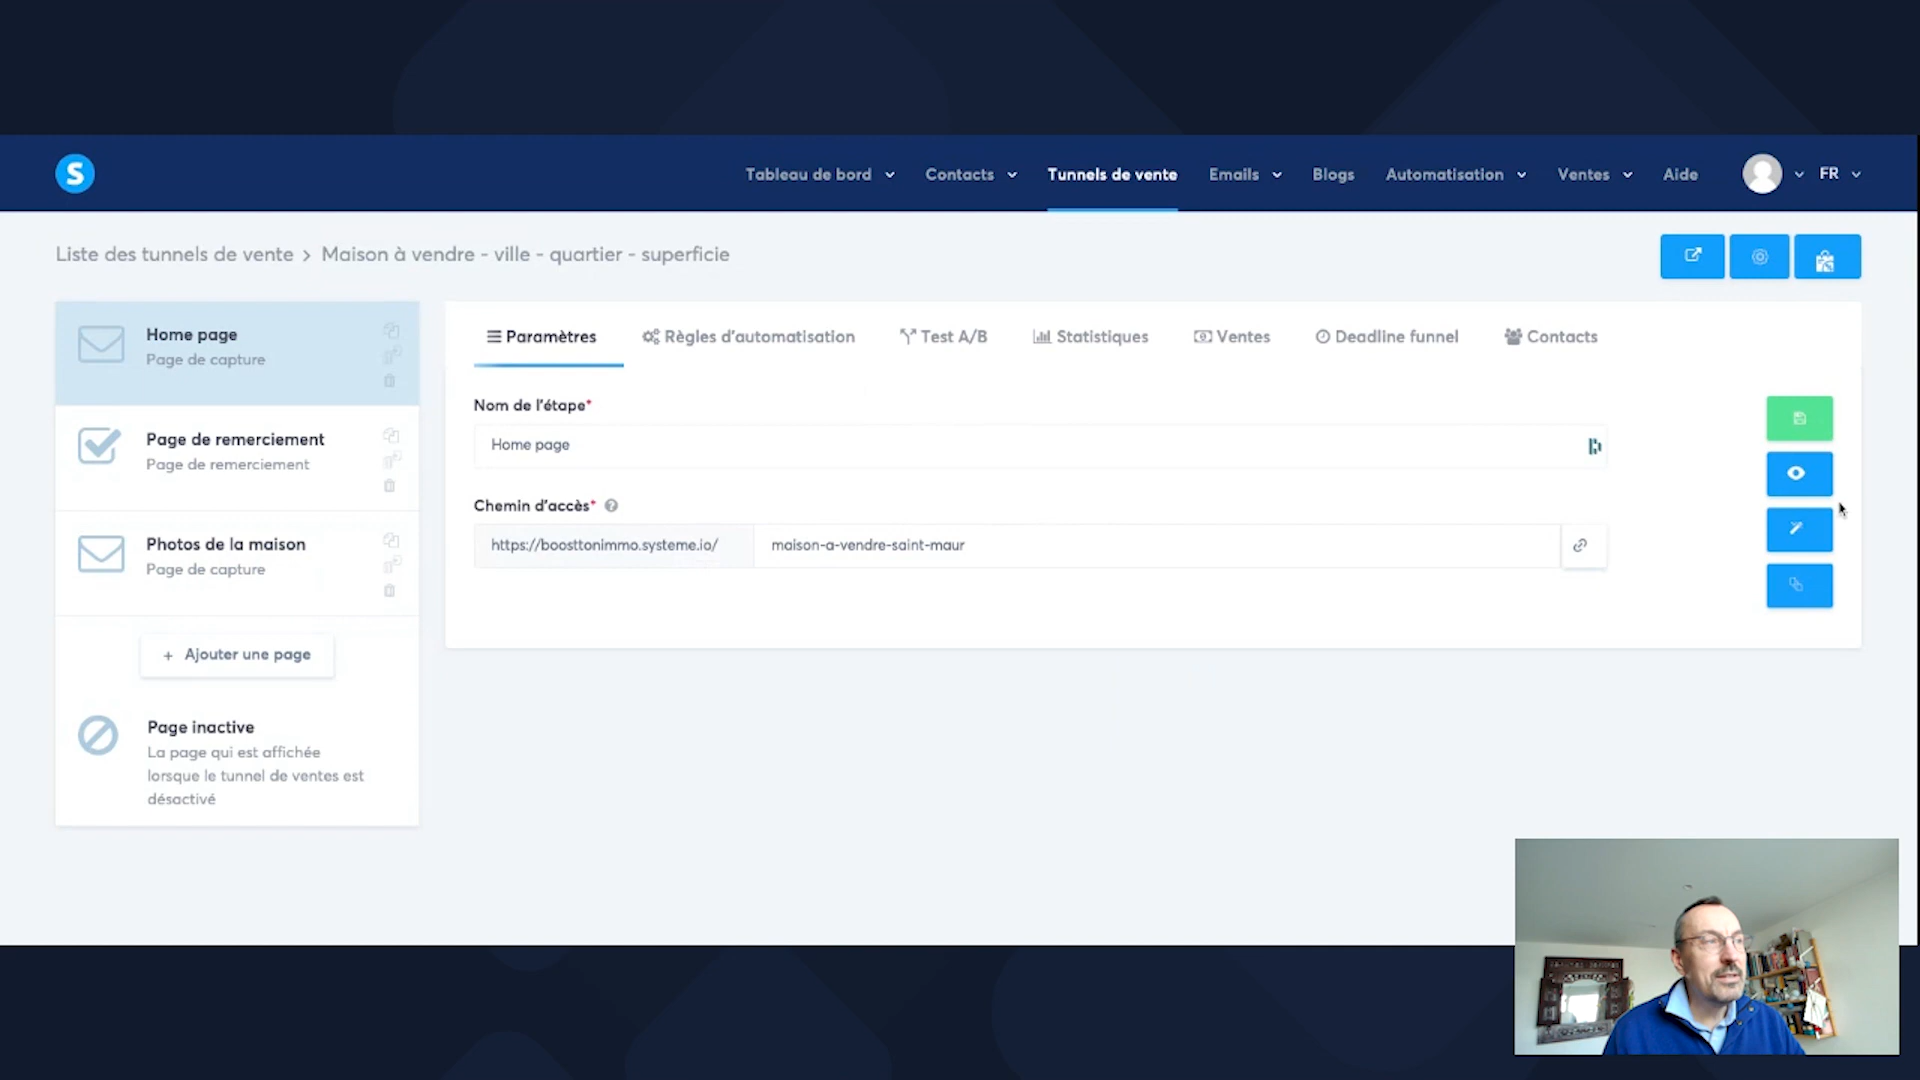 S
Tableau de bord
Contacts
Tunnels de vente
Emails
Blogs
Automatisation
Ventes
Aide
FR
Liste des tunnels de vente > Maison à vendre - ville - quartier - superficie
Home page
Page de capture
Page de remerciement
Page de remerciement
Photos de la maison
Page de capture
+ Ajouter une page
Page inactive
La page qui est affichée
lorsque le tunnel de ventes est
désactivé
Paramètres
Règles d'automatisation
Test A/B
Statistiques
Ventes
Deadline funnel
Contacts
Nom de l'étape*
Home page
Chemin d'accès* ?
https://boosttonimmo.systeme.io/
maison-a-vendre-saint-maur